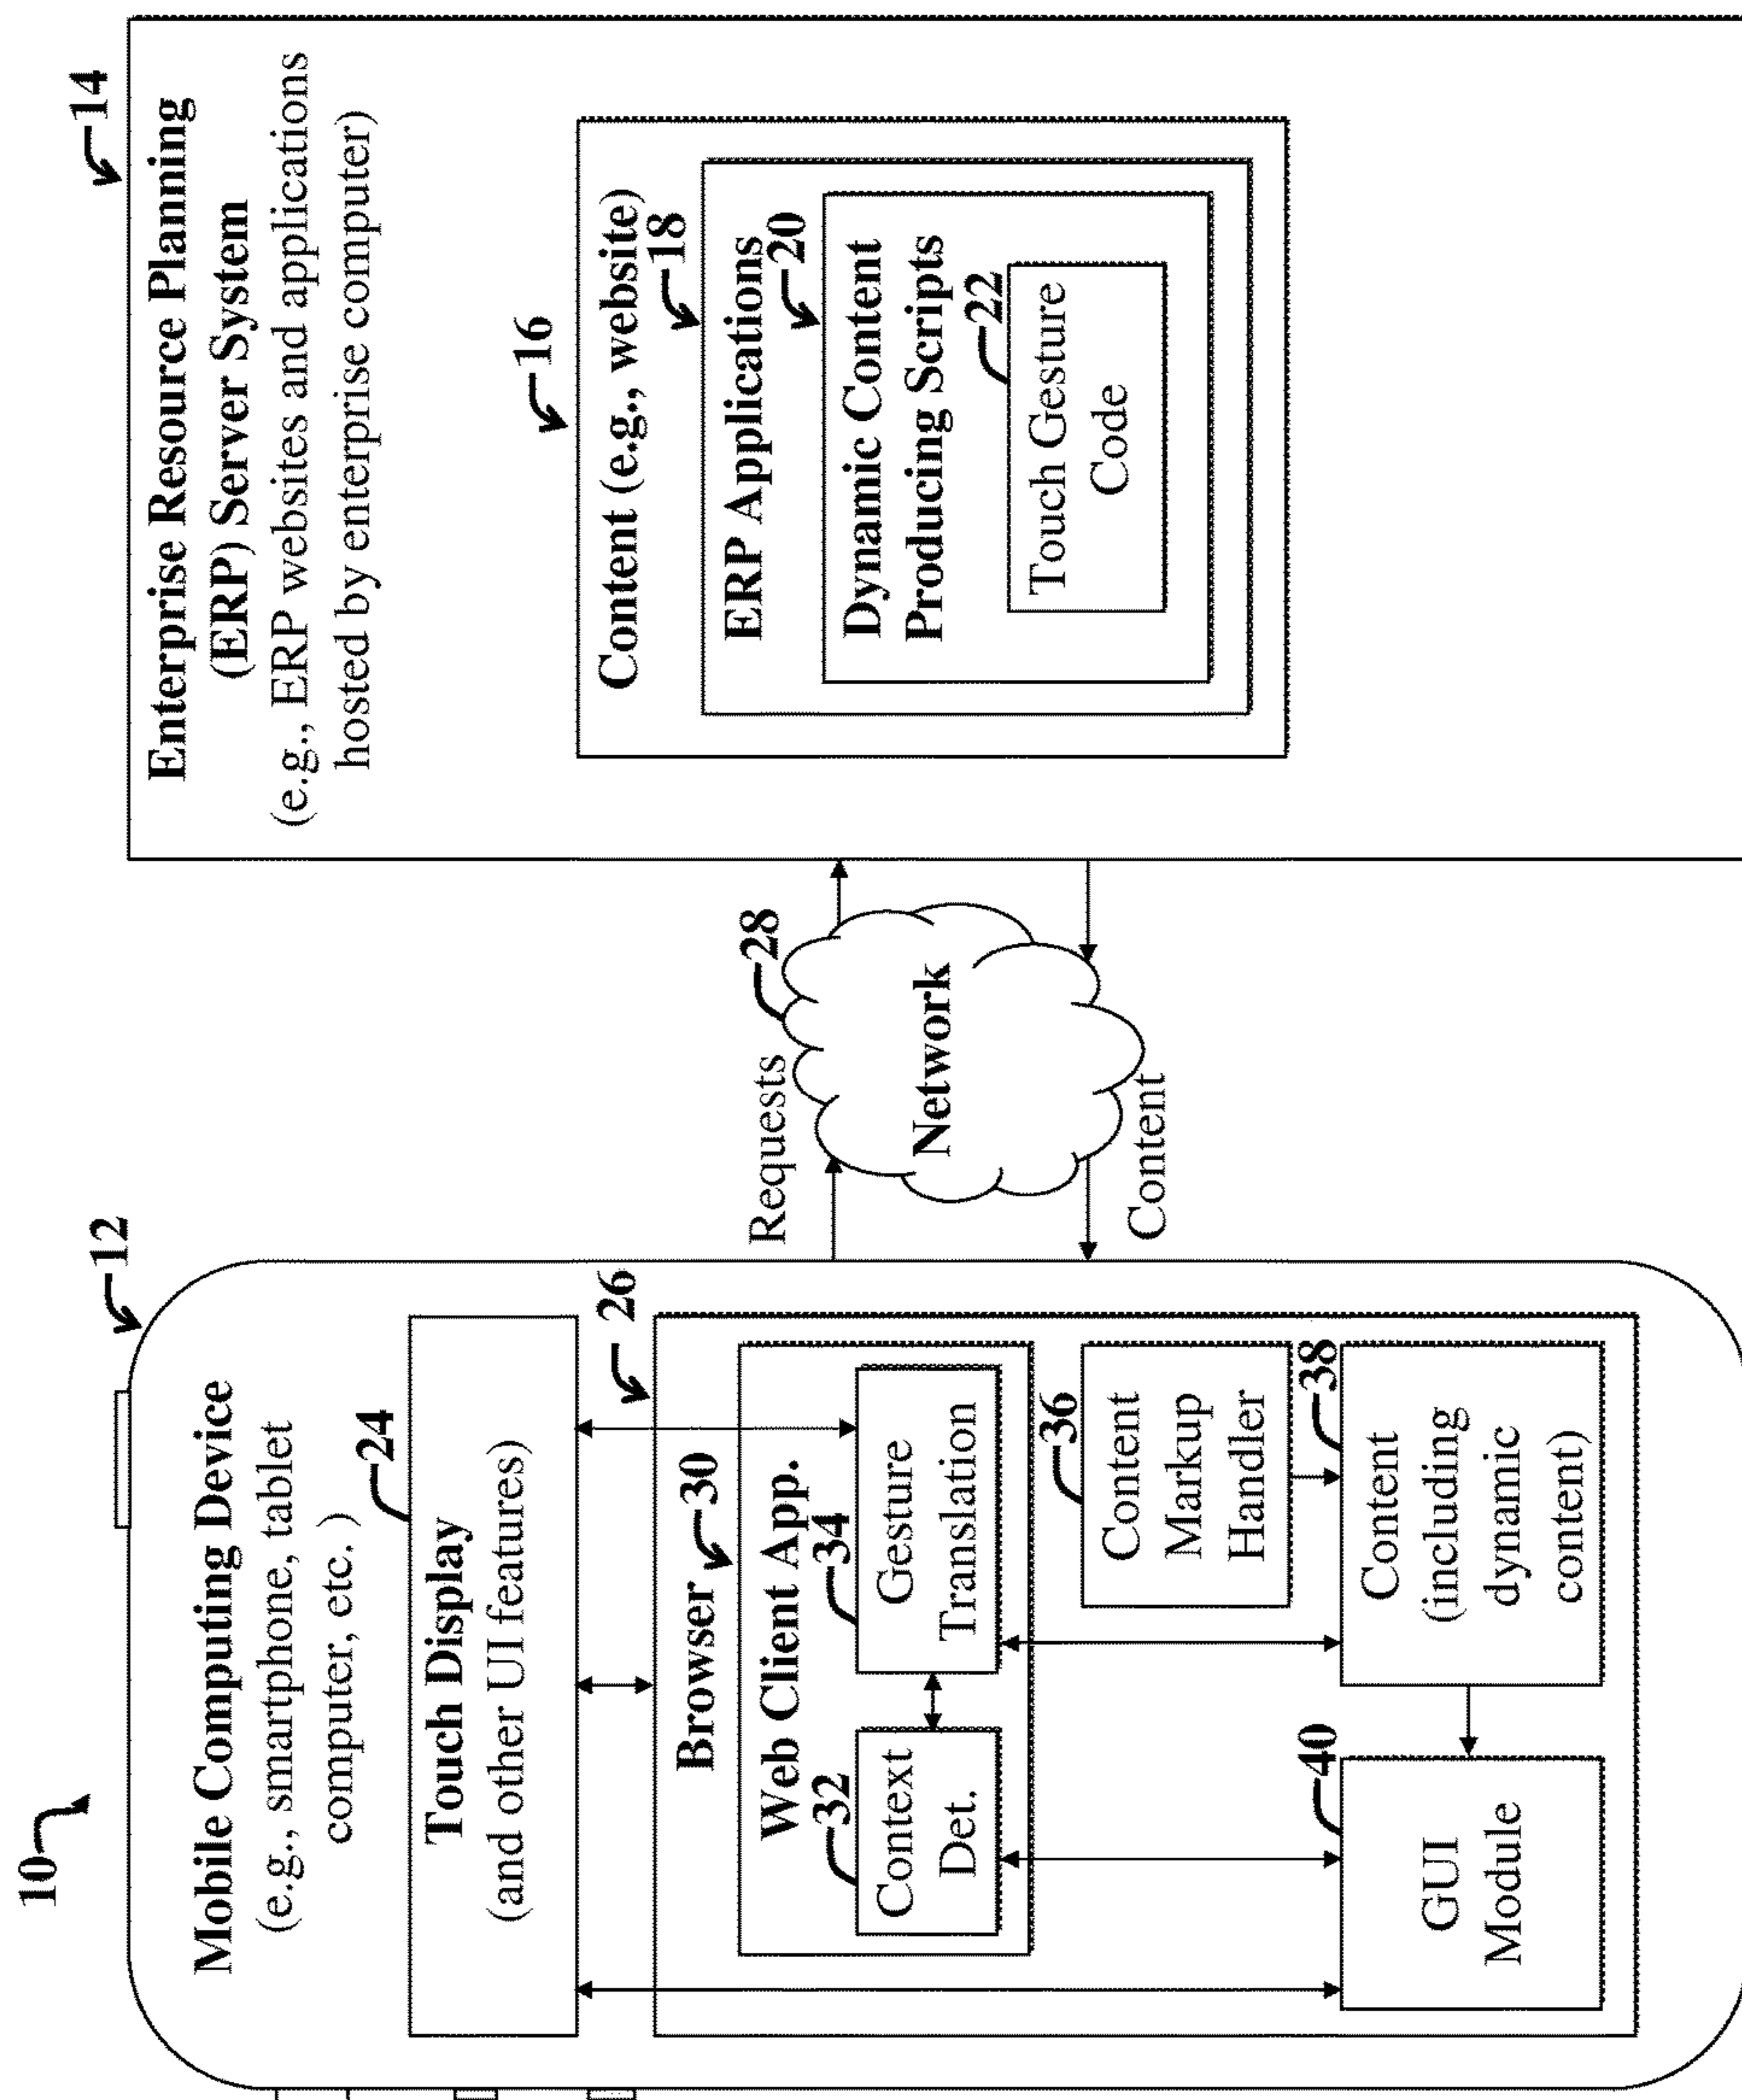 10
12
Mobile Computing Device
(e.g., smartphone, tablet
computer, etc. )
24
Touch Display
(and other UI features)
26
Browser
30
Web Client App.
32
Context
Det.
34
Gesture
Translation
36
Content
Markup
Handler
38
Content
(including
dynamic
content)
40
GUI
Module
Requests
28
Network
Content
14
Enterprise Resource Planning
(ERP) Server System
(e.g., ERP websites and applications
hosted by enterprise computer)
16
Content (e.g., website)
18
ERP Applications
20
Dynamic Content
Producing Scripts
22
Touch Gesture
Code